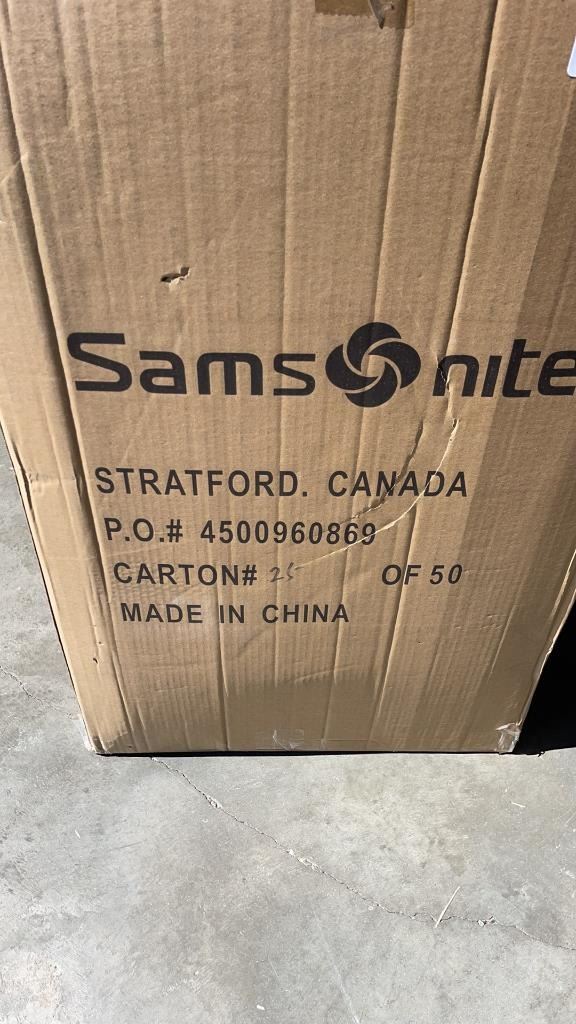 Samsonite
STRATFORD. CANADA
P.O.# 4500960869
CARTON# 25 OF 50
MADE IN CHINA